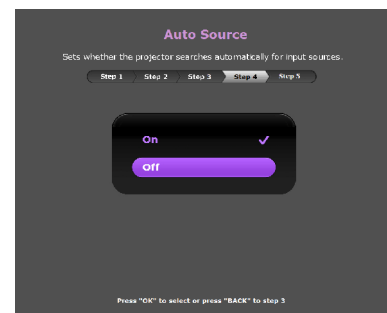 Auto Source
Sets whether the projector searches automatically for input sources.
Step 1 Step 2 Step 3 Step 4 Step 5
On
Off
Press "OK" to select or press "BACK" to step 3